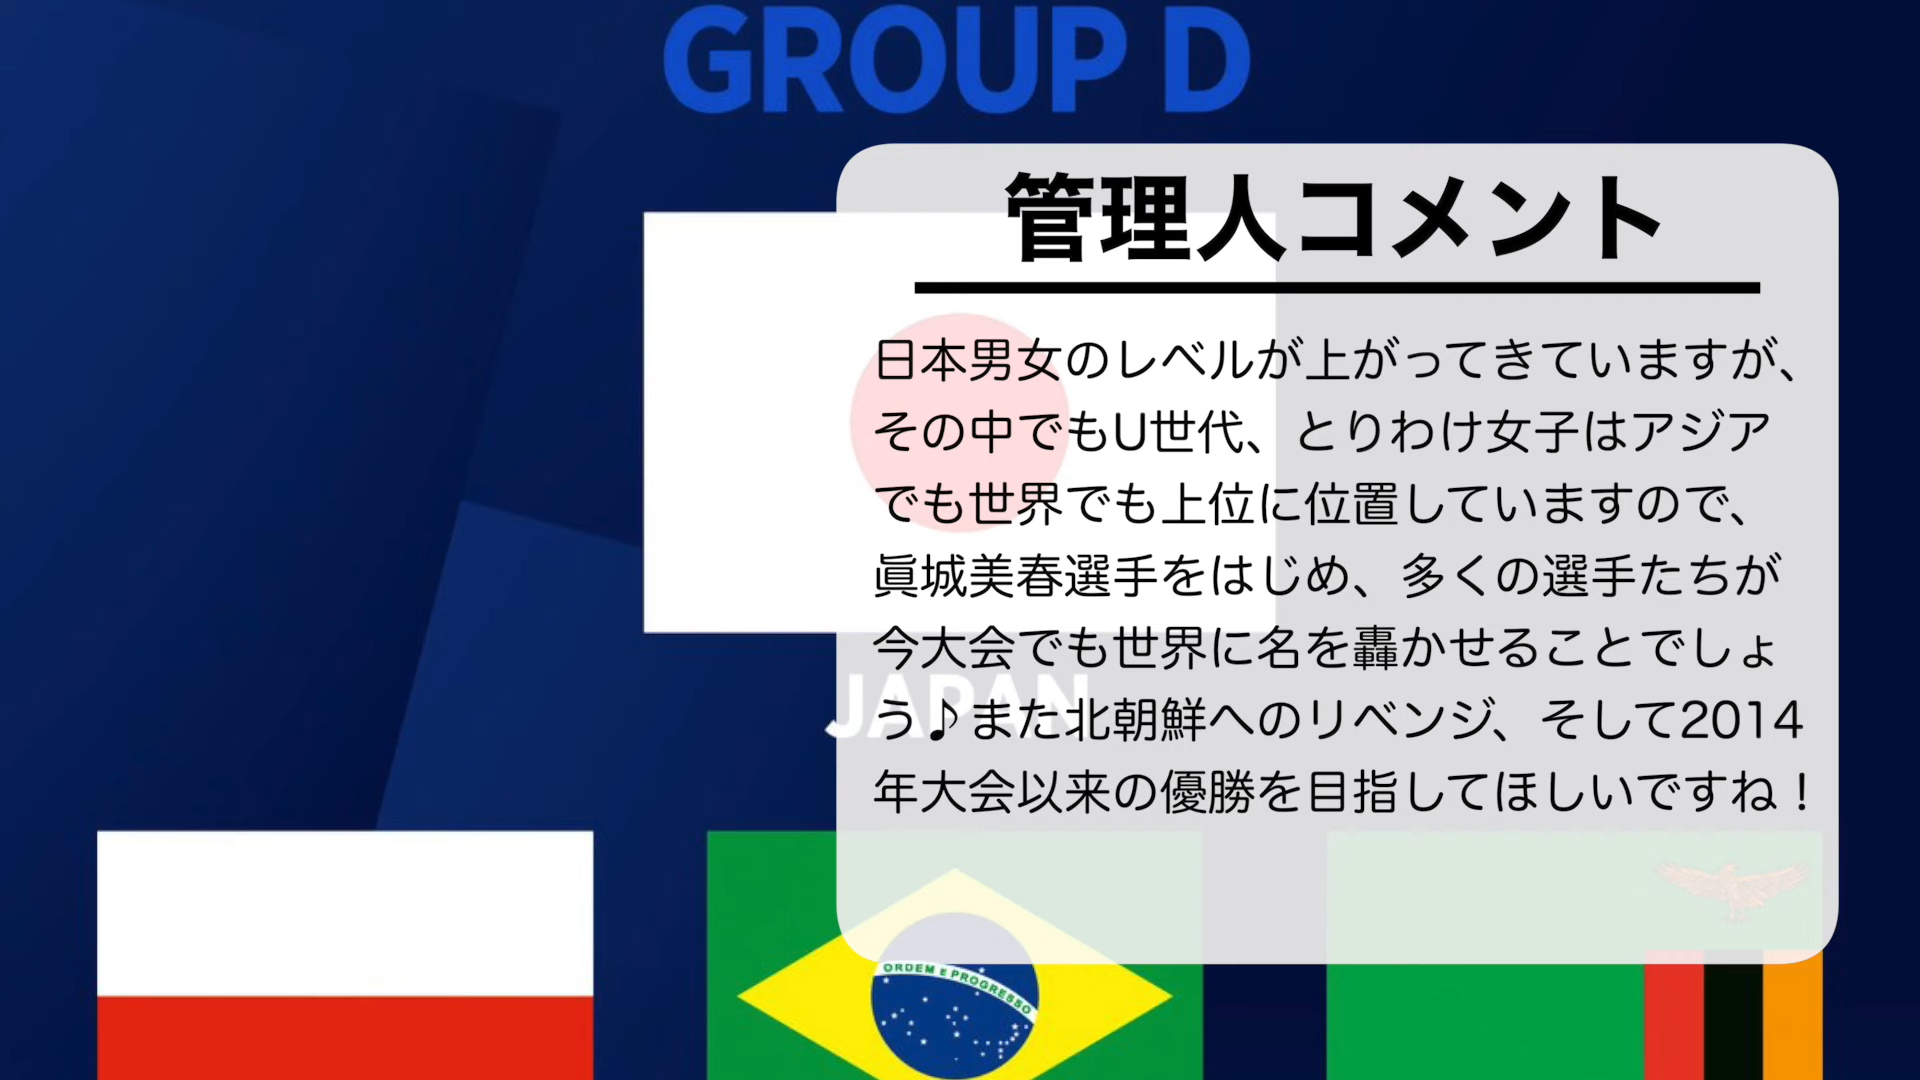 GROUP D
管理人コメント
日本男女のレベルが上がってきていますが、
その中でもU世代、とりわけ女子はアジア
でも世界でも上位に位置していますので、
眞城美春選手をはじめ、多くの選手たちが
今大会でも世界に名を轟かせることでしょ
う♪また北朝鮮へのリベンジ、そして2014
年大会以来の優勝を目指してほしいですね！
JAPAN
ORDEM E PROGRESSO